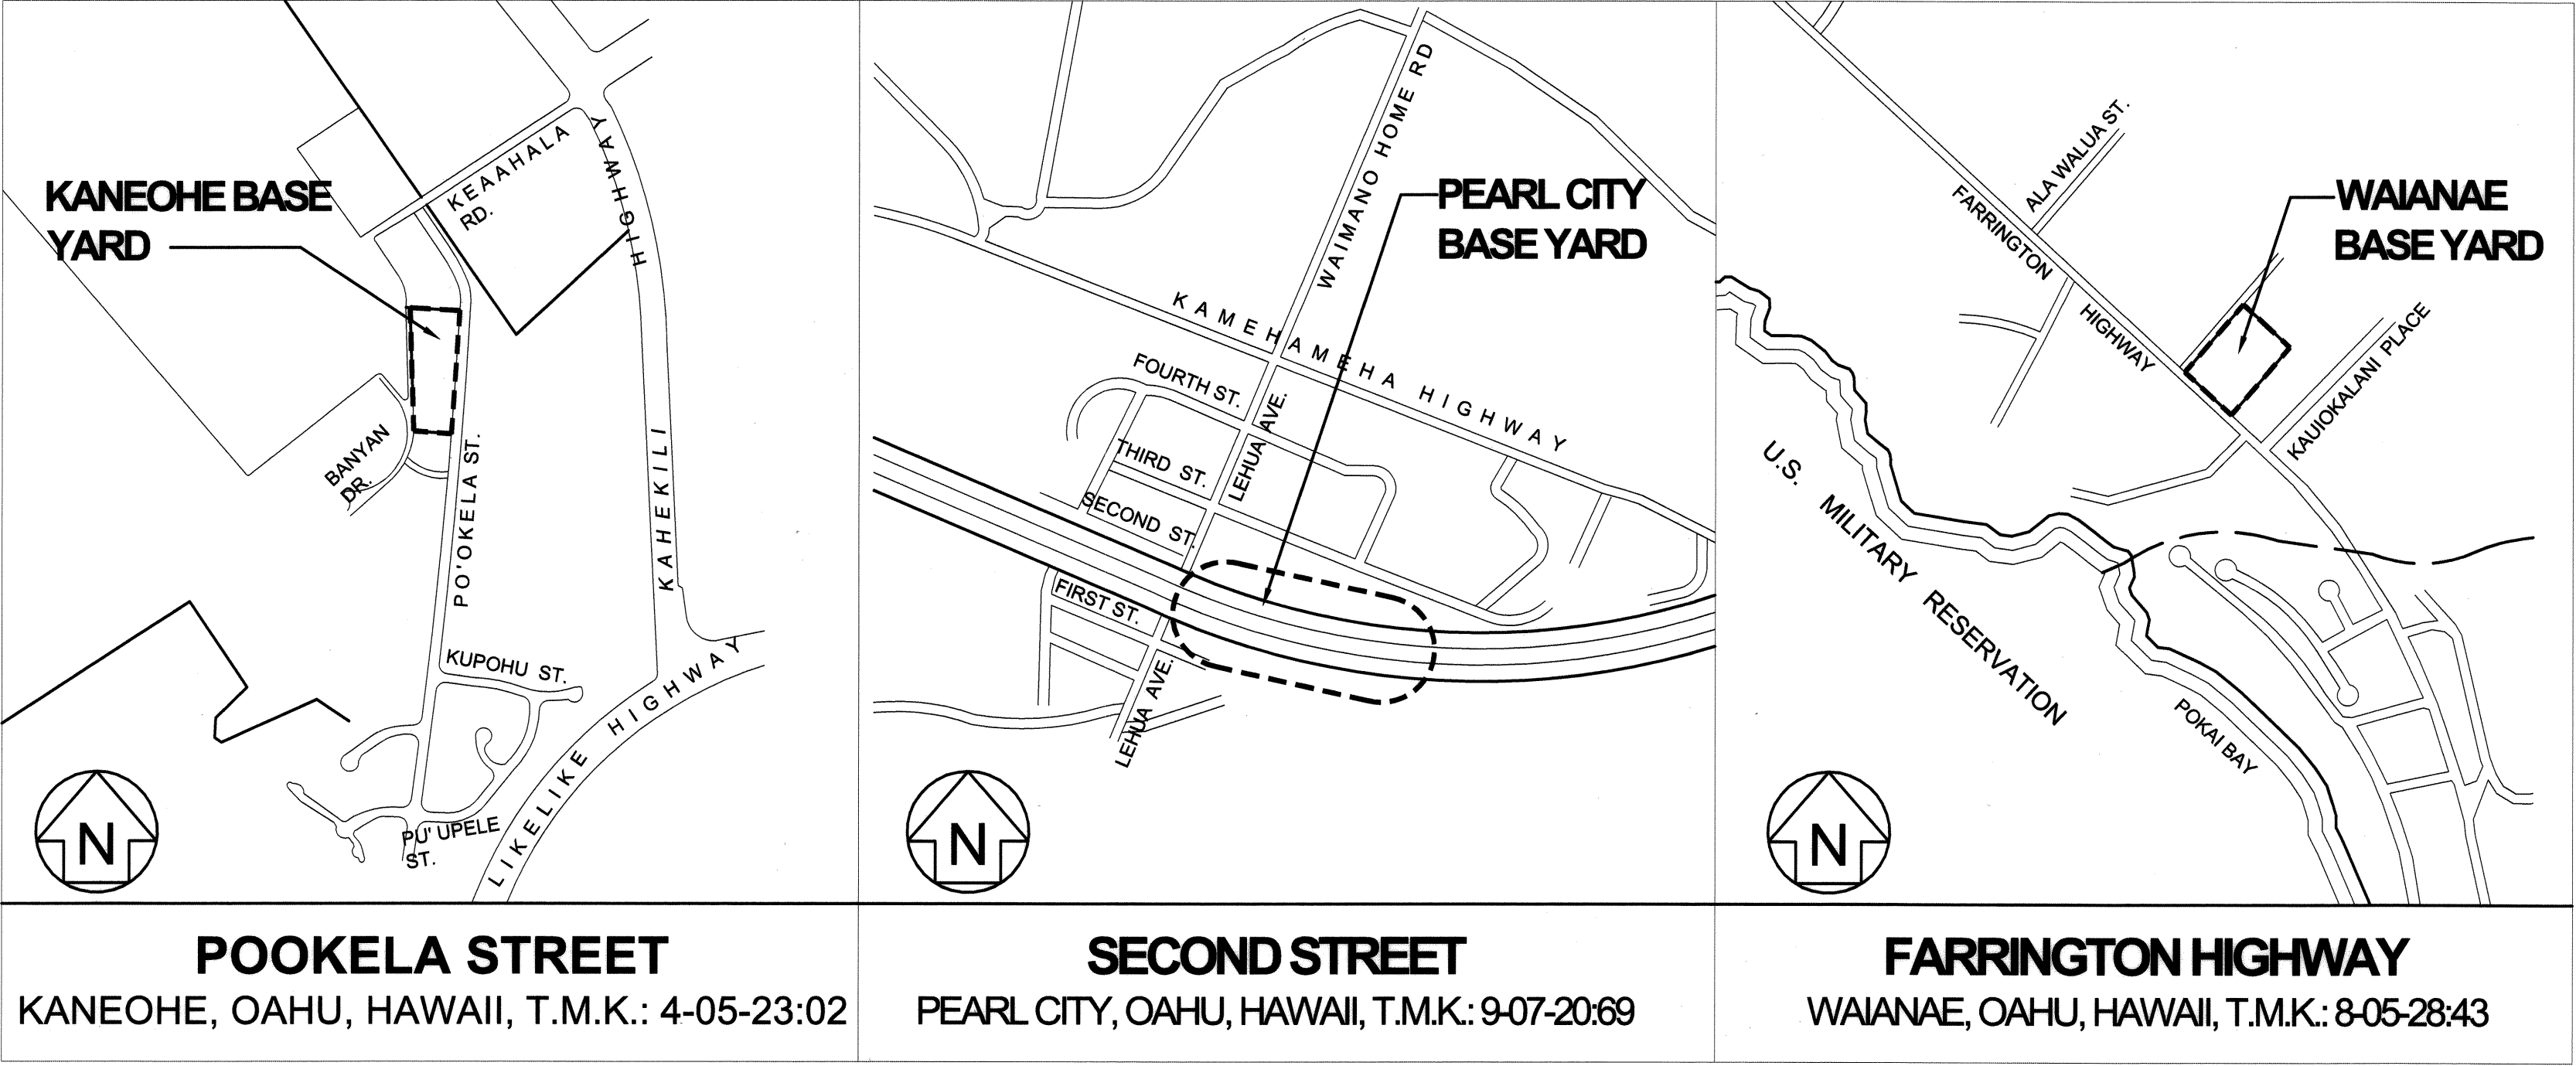 KANEOHE BASE
YARD
KEAAHALA
RD.
KAHEKILI HIGHWAY
BANYAN
DR.
PO'OKELA ST.
KUPOHU ST.
PU'UPELE
ST.
LIKELIKE HIGHWAY
N
POOKELA STREET
KANEOHE, OAHU, HAWAII, T.M.K.: 4-05-23:02
WAIMANO HOME RD
PEARL CITY
BASE YARD
KAMEHAMEHA HIGHWAY
FOURTH ST.
LEHUA AVE.
THIRD ST.
SECOND ST.
FIRST ST.
LEHUA AVE.
N
SECOND STREET
PEARL CITY, OAHU, HAWAII, T.M.K.: 9-07-20:69
ALA WALUA ST.
FARRINGTON
HIGHWAY
WAIANAE
BASE YARD
KAUIOKALANI PLACE
U.S. MILITARY RESERVATION
POKAI BAY
N
FARRINGTON HIGHWAY
WAIANAE, OAHU, HAWAII, T.M.K.: 8-05-28:43